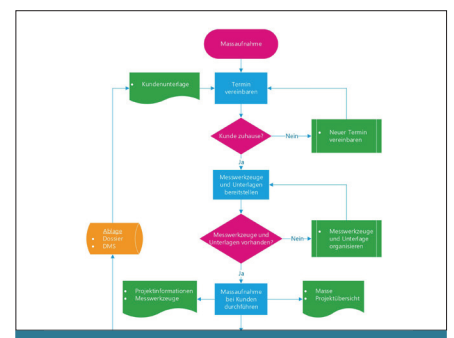 Massaufnahme
Kundenunterlage
Termin
vereinbaren
Kunde zuhause?
Nein
Neuer Termin
vereinbaren
Ja
Messwerkzeuge
und Unterlagen
bereitstellen
Ablage
Dossier
DMS
Messwerkzeuge und
Unterlagen vorhanden?
Nein
Messwerkzeuge
und Unterlage
organisieren
Ja
Projektinformationen
Messwerkzeuge
Massaufnahme
bei Kunden
durchführen
Masse
Projektübersicht